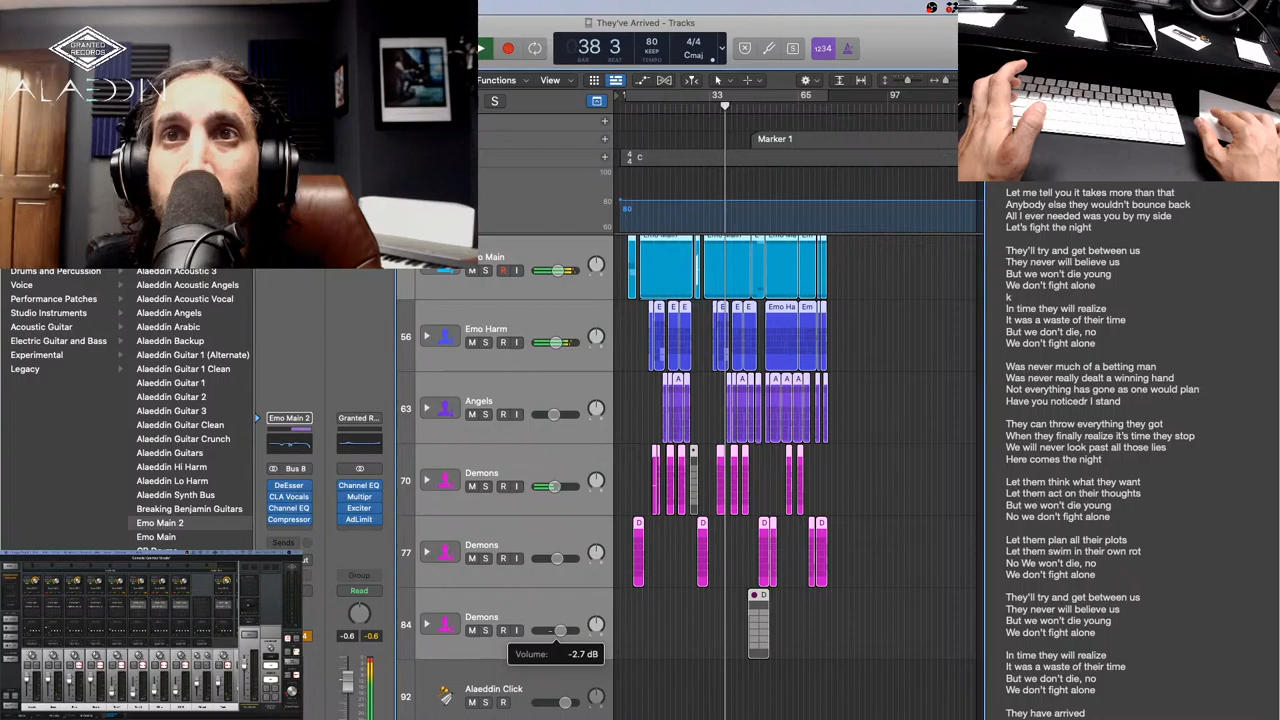 GRANTED
RECORDS
ALAEDDIN
They've Arrived - Tracks
38 3
BAR BEAT
80
KEEP
TEMPO
4/4
Cmaj
S
1234
Functions
View
S
1
33
65
97
Marker 1
4
4
C
100
80
80
60
Drums and Percussion
Voice
Performance Patches
Studio Instruments
Acoustic Guitar
Electric Guitar and Bass
Experimental
Legacy
Alaeddin Acoustic 3
Alaeddin Acoustic Angels
Alaeddin Acoustic Vocal
Alaeddin Angels
Alaeddin Arabic
Alaeddin Backup
Alaeddin Guitar 1 (Alternate)
Alaeddin Guitar 1 Clean
Alaeddin Guitar 1
Alaeddin Guitar 2
Alaeddin Guitar 3
Alaeddin Guitar Clean
Alaeddin Guitar Crunch
Alaeddin Guitars
Alaeddin Hi Harm
Alaeddin Lo Harm
Alaeddin Synth Bus
Breaking Benjamin Guitars
Emo Main 2
Emo Main
Emo Main 2
Granted R...
Bus 8
DeEsser
CLA Vocals
Channel EQ
Compressor
Channel EQ
Multipr
Exciter
AdLimit
Sends
Group
Read
-0.6
-0.6
M S R I
56
Emo Harm
M S R I
E
E
E
E
E
E
Emo Ha
Em
63
Angels
M S R I
A
A
A
A
A
70
Demons
M S R I
77
Demons
M S R I
D
D
D
D
84
Demons
M S R I
D
Volume: -2.7 dB
92
Alaeddin Click
M S R
Let me tell you it takes more than that
Anybody else they wouldn't bounce back
All I ever needed was you by my side
Let's fight the night
They'll try and get between us
They never will believe us
But we won't die young
We don't fight alone
k
In time they will realize
It was a waste of their time
But we don't die, no
We don't fight alone
Was never much of a betting man
Was never really dealt a winning hand
Not everything has gone as one would plan
Have you noticedr I stand
They can throw everything they got
When they finally realize it's time they stop
We will never look past all those lies
Here comes the night
Let them think what they want
Let them act on their thoughts
But we won't die young
No we don't fight alone
Let them plan all their plots
Let them swim in their own rot
No We won't die, no
We don't fight alone
They'll try and get between us
They never will believe us
But we won't die young
We don't fight alone
In time they will realize
It was a waste of their time
But we don't die, no
We don't fight alone
They have arrived